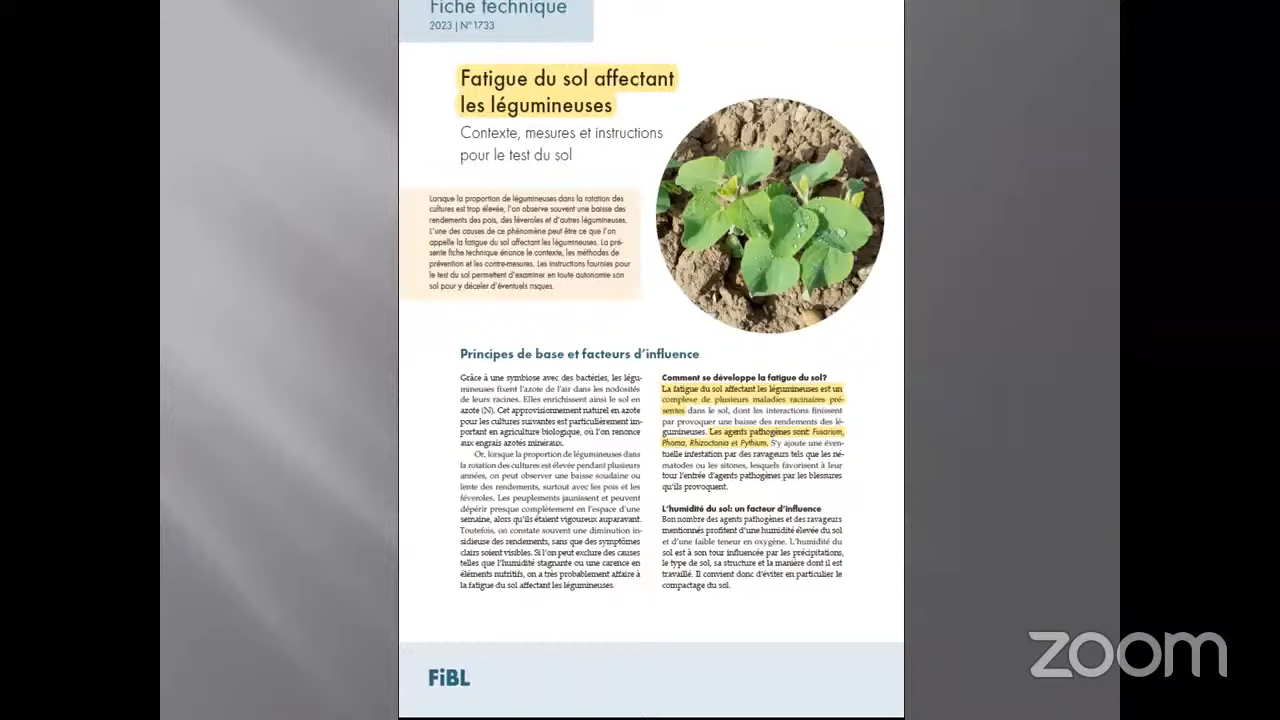 Fiche technique
2023 | N° 1733
Fatigue du sol affectant
les légumineuses
Contexte, mesures et instructions
pour le test du sol
Lorsque la proportion de légumineuses dans la rotation des
cultures est trop élevée, l'on observe souvent une baisse des
rendements des pois, des féveroles et d'autres légumineuses.
L'une des causes de ce phénomène peut être ce que l'on
appelle la fatigue du sol affectant les légumineuses. La pré-
sente fiche technique énonce le contexte, les méthodes de
prévention et les contre-mesures. Les instructions fournies pour
le test du sol permettent d'examiner en toute autonomie son
sol pour y déceler d'éventuels risques.
Principes de base et facteurs d'influence
Grâce à une symbiose avec des bactéries, les légu-
mineuses fixent l'azote de l'air dans les nodosités
de leurs racines. Elles enrichissent ainsi le sol en
azote (N). Cet approvisionnement naturel en azote
pour les cultures suivantes est particulièrement im-
portant en agriculture biologique, où l'on renonce
aux engrais azotés minéraux.
Or, lorsque la proportion de légumineuses dans
la rotation des cultures est élevée pendant plusieurs
années, on peut observer une baisse soudaine ou
lente des rendements, surtout avec les pois et les
féveroles. Les peuplements jaunissent et peuvent
dépérir presque complètement en l'espace d'une
semaine, alors qu'ils étaient vigoureux auparavant.
Toutefois, on constate souvent une diminution in-
sidieuse des rendements, sans que des symptômes
clairs soient visibles. Si l'on peut exclure des causes
telles que l'humidité stagnante ou une carence en
éléments nutritifs, on a très probablement affaire à
la fatigue du sol affectant les légumineuses.
Comment se développe la fatigue du sol?
La fatigue du sol affectant les légumineuses est un
complexe de plusieurs maladies racinaires pré-
sentes dans le sol, dont les interactions finissent
par provoquer une baisse des rendements des lé-
gumineuses. Les agents pathogènes sont: Fusarium,
Phoma, Rhizoctonia et Pythium. S'y ajoute une éven-
tuelle infestation par des ravageurs tels que les né-
matodes ou les sitones, lesquels favorisent à leur
tour l'entrée d'agents pathogènes par les blessures
qu'ils provoquent.
L'humidité du sol: un facteur d'influence
Bon nombre des agents pathogènes et des ravageurs
mentionnés profitent d'une humidité élevée du sol
et d'une faible teneur en oxygène. L'humidité du
sol est à son tour influencée par les précipitations,
le type de sol, sa structure et la manière dont il est
travaillé. Il convient donc d'éviter en particulier le
compactage du sol.
FiBL
zoom